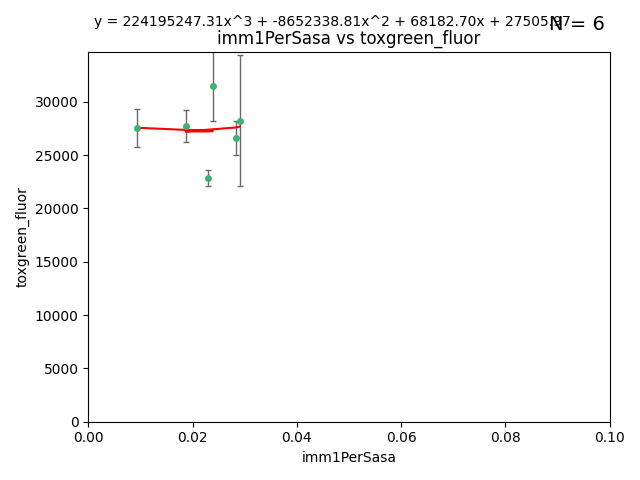 y = 224195247.31x^3 + -8652338.81x^2 + 68182.70x + 27505.
N = 6
imm1PerSasa vs toxgreen_fluor
toxgreen_fluor
30000
25000
20000
15000
10000
5000
0
0.00 0.02 0.04 0.06 0.08 0.10
imm1PerSasa